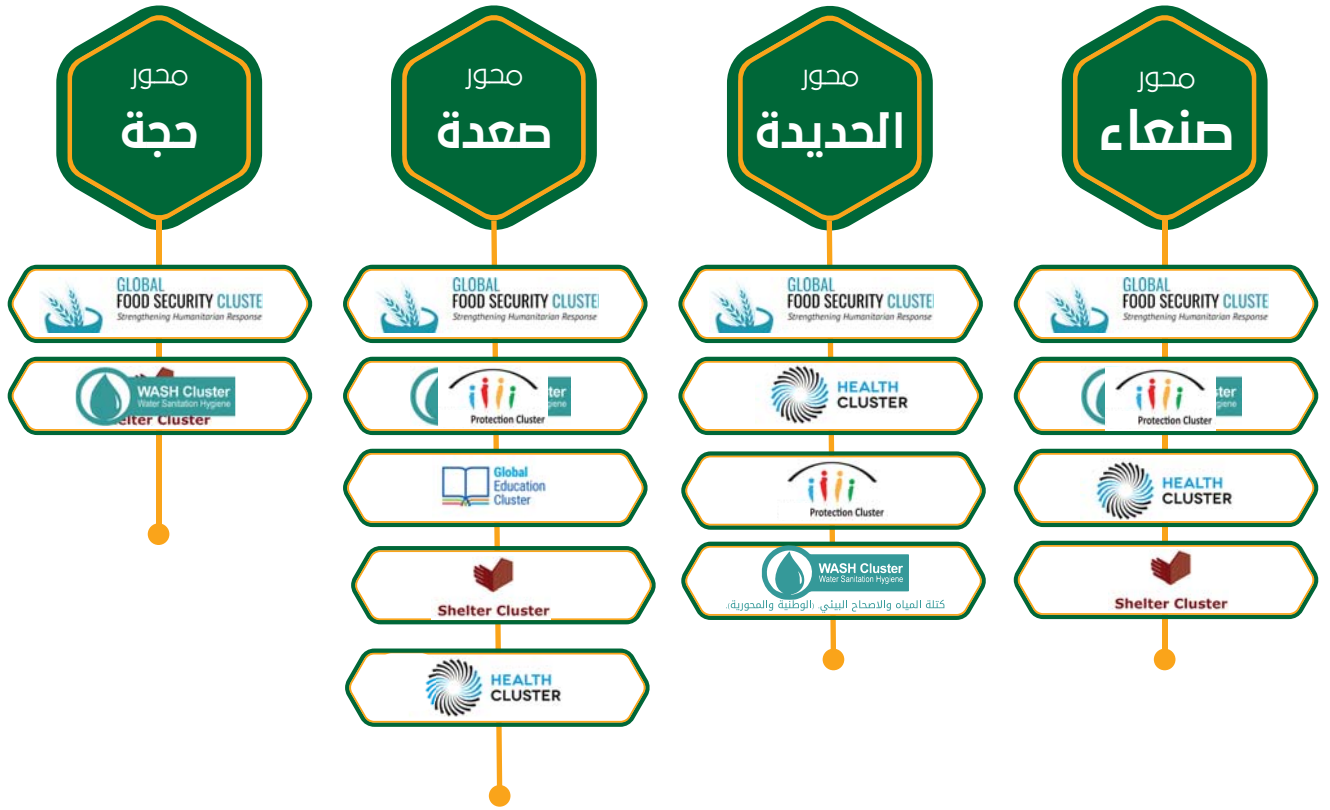 محور
صنعاء
GLOBAL
FOOD SECURITY CLUSTE
Strengthening Humanitarian Response
Protection Cluster
HEALTH
CLUSTER
Shelter Cluster
محور
الحديدة
GLOBAL
FOOD SECURITY CLUSTE
Strengthening Humanitarian Response
HEALTH
CLUSTER
Protection Cluster
WASH Cluster
Water Sanitation Hygiene
كتلة المياه والاصحاح البيئي (الوطنية والمحورية)
محور
صعدة
GLOBAL
FOOD SECURITY CLUSTE
Strengthening Humanitarian Response
Protection Cluster
Global
Education
Cluster
Shelter Cluster
HEALTH
CLUSTER
محور
حجة
GLOBAL
FOOD SECURITY CLUSTE
Strengthening Humanitarian Response
WASH Cluster
Water Sanitation Hygiene
elter Cluster